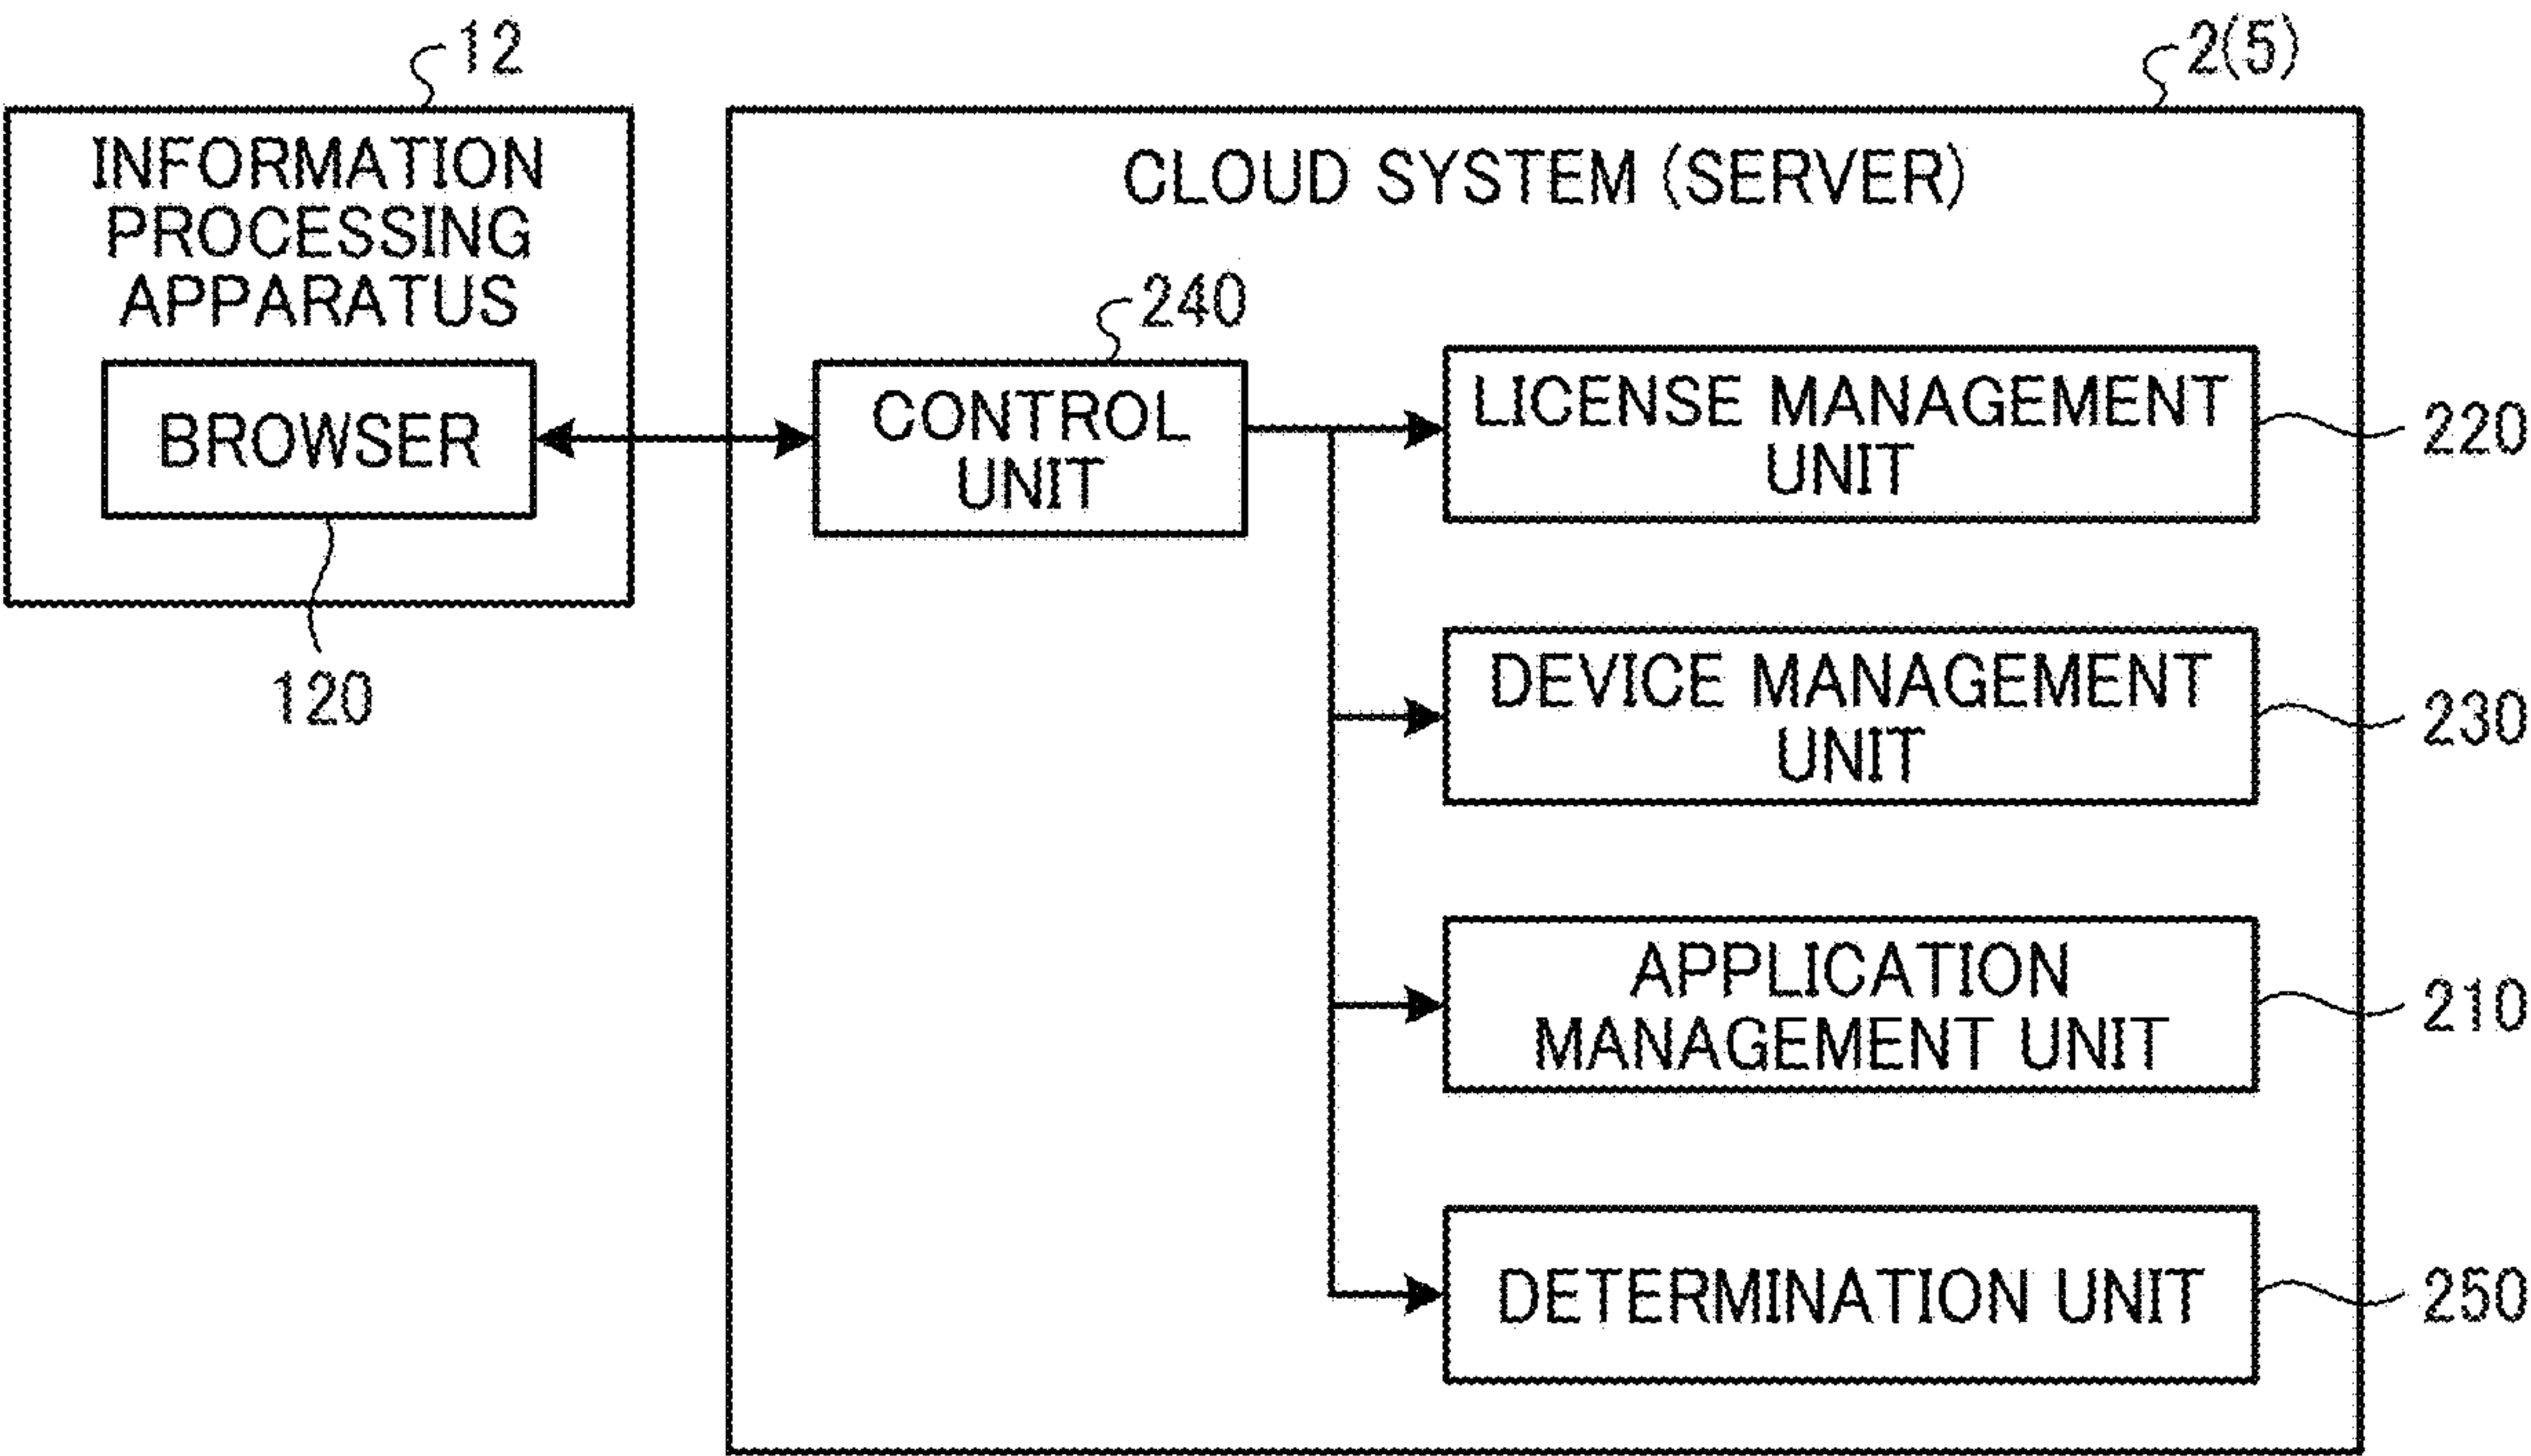 12
INFORMATION
PROCESSING
APPARATUS
BROWSER
120
2(5)
CLOUD SYSTEM (SERVER)
240
CONTROL
UNIT
LICENSE MANAGEMENT
UNIT
220
DEVICE MANAGEMENT
UNIT
230
APPLICATION
MANAGEMENT UNIT
210
DETERMINATION UNIT
250